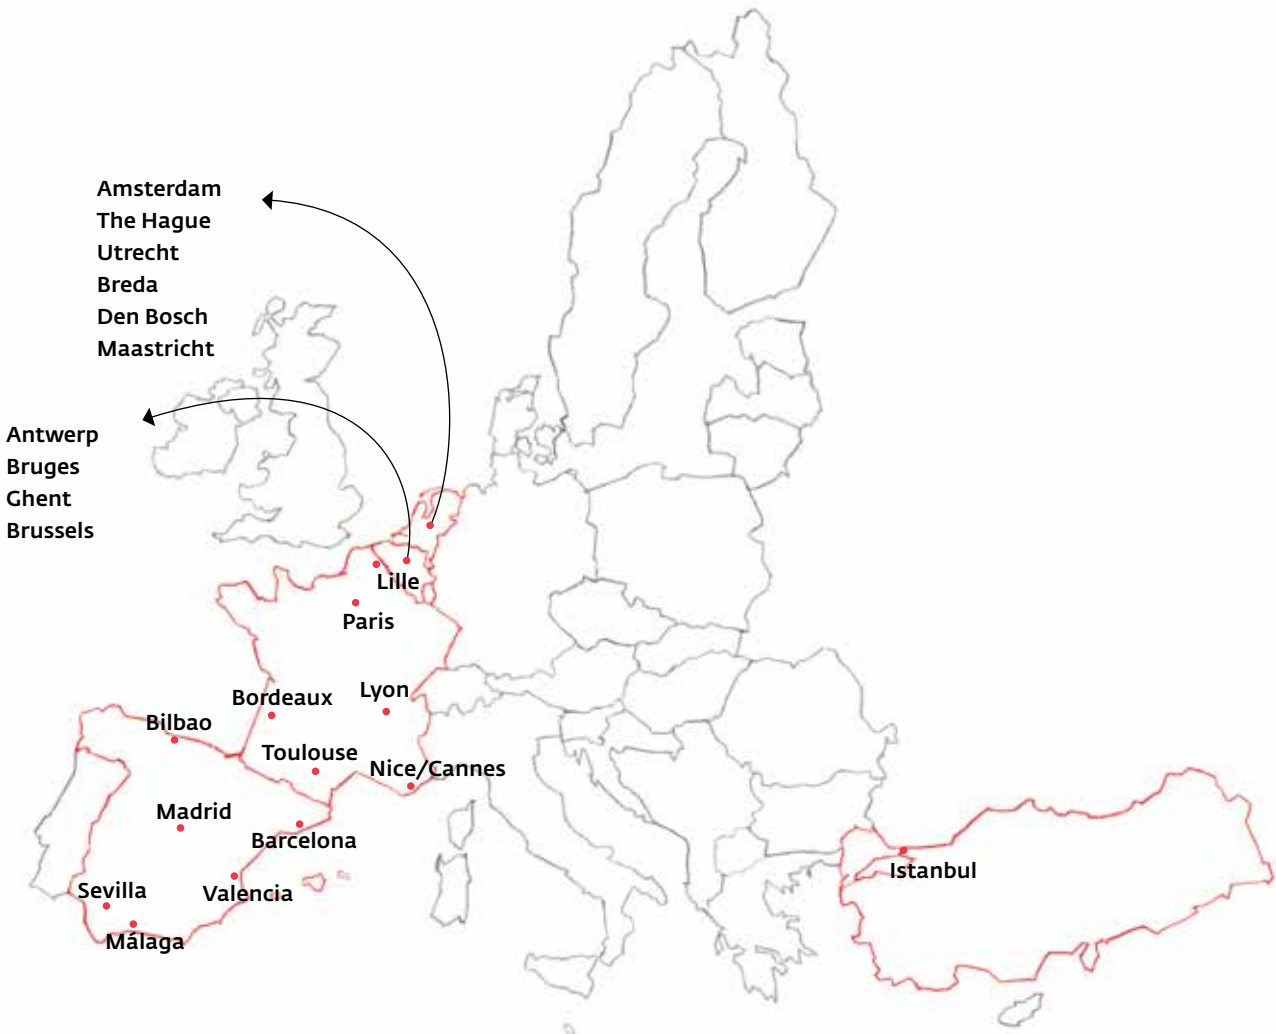 Amsterdam
The Hague
Utrecht
Breda
Den Bosch
Maastricht
Antwerp
Bruges
Ghent
Brussels
Lille
Paris
Lyon
Bordeaux
Bilbao
Toulouse
Nice/Cannes
Madrid
Barcelona
Istanbul
Sevilla
Valencia
Málaga